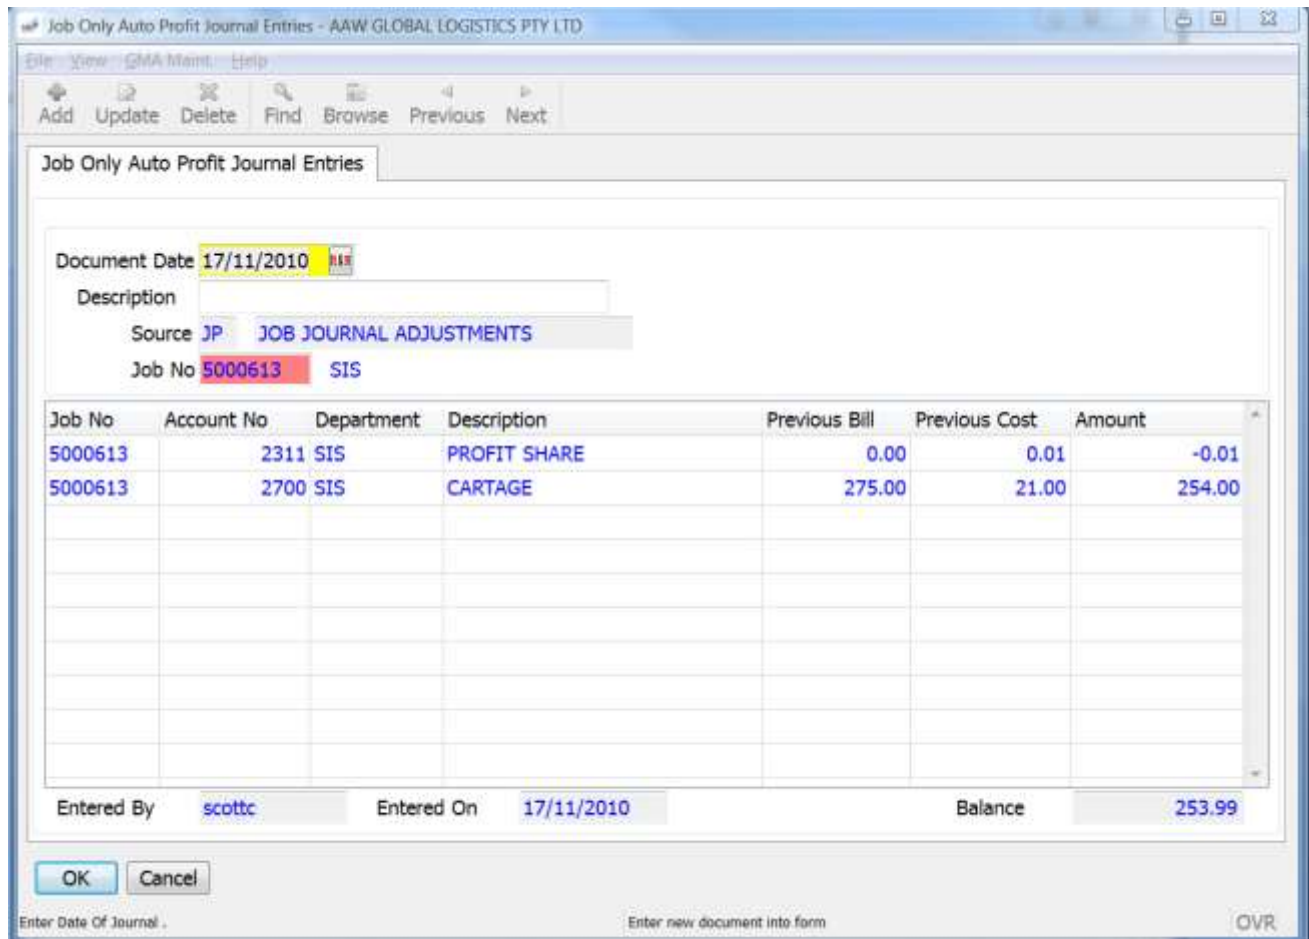 Job Only Auto Profit Journal Entries - AAW GLOBAL LOGISTICS PTY LTD
File View GMA Maint. Help
Add Update Delete Find Browse Previous Next
Job Only Auto Profit Journal Entries
Document Date 17/11/2010
Description
Source JP JOB JOURNAL ADJUSTMENTS
Job No 5000613 SIS
Job No Account No Department Description Previous Bill Previous Cost Amount
5000613 2311 SIS PROFIT SHARE 0.00 0.01 -0.01
5000613 2700 SIS CARTAGE 275.00 21.00 254.00
Entered By scottc Entered On 17/11/2010 Balance 253.99
OK Cancel
Enter Date Of Journal . Enter new document into form OVR